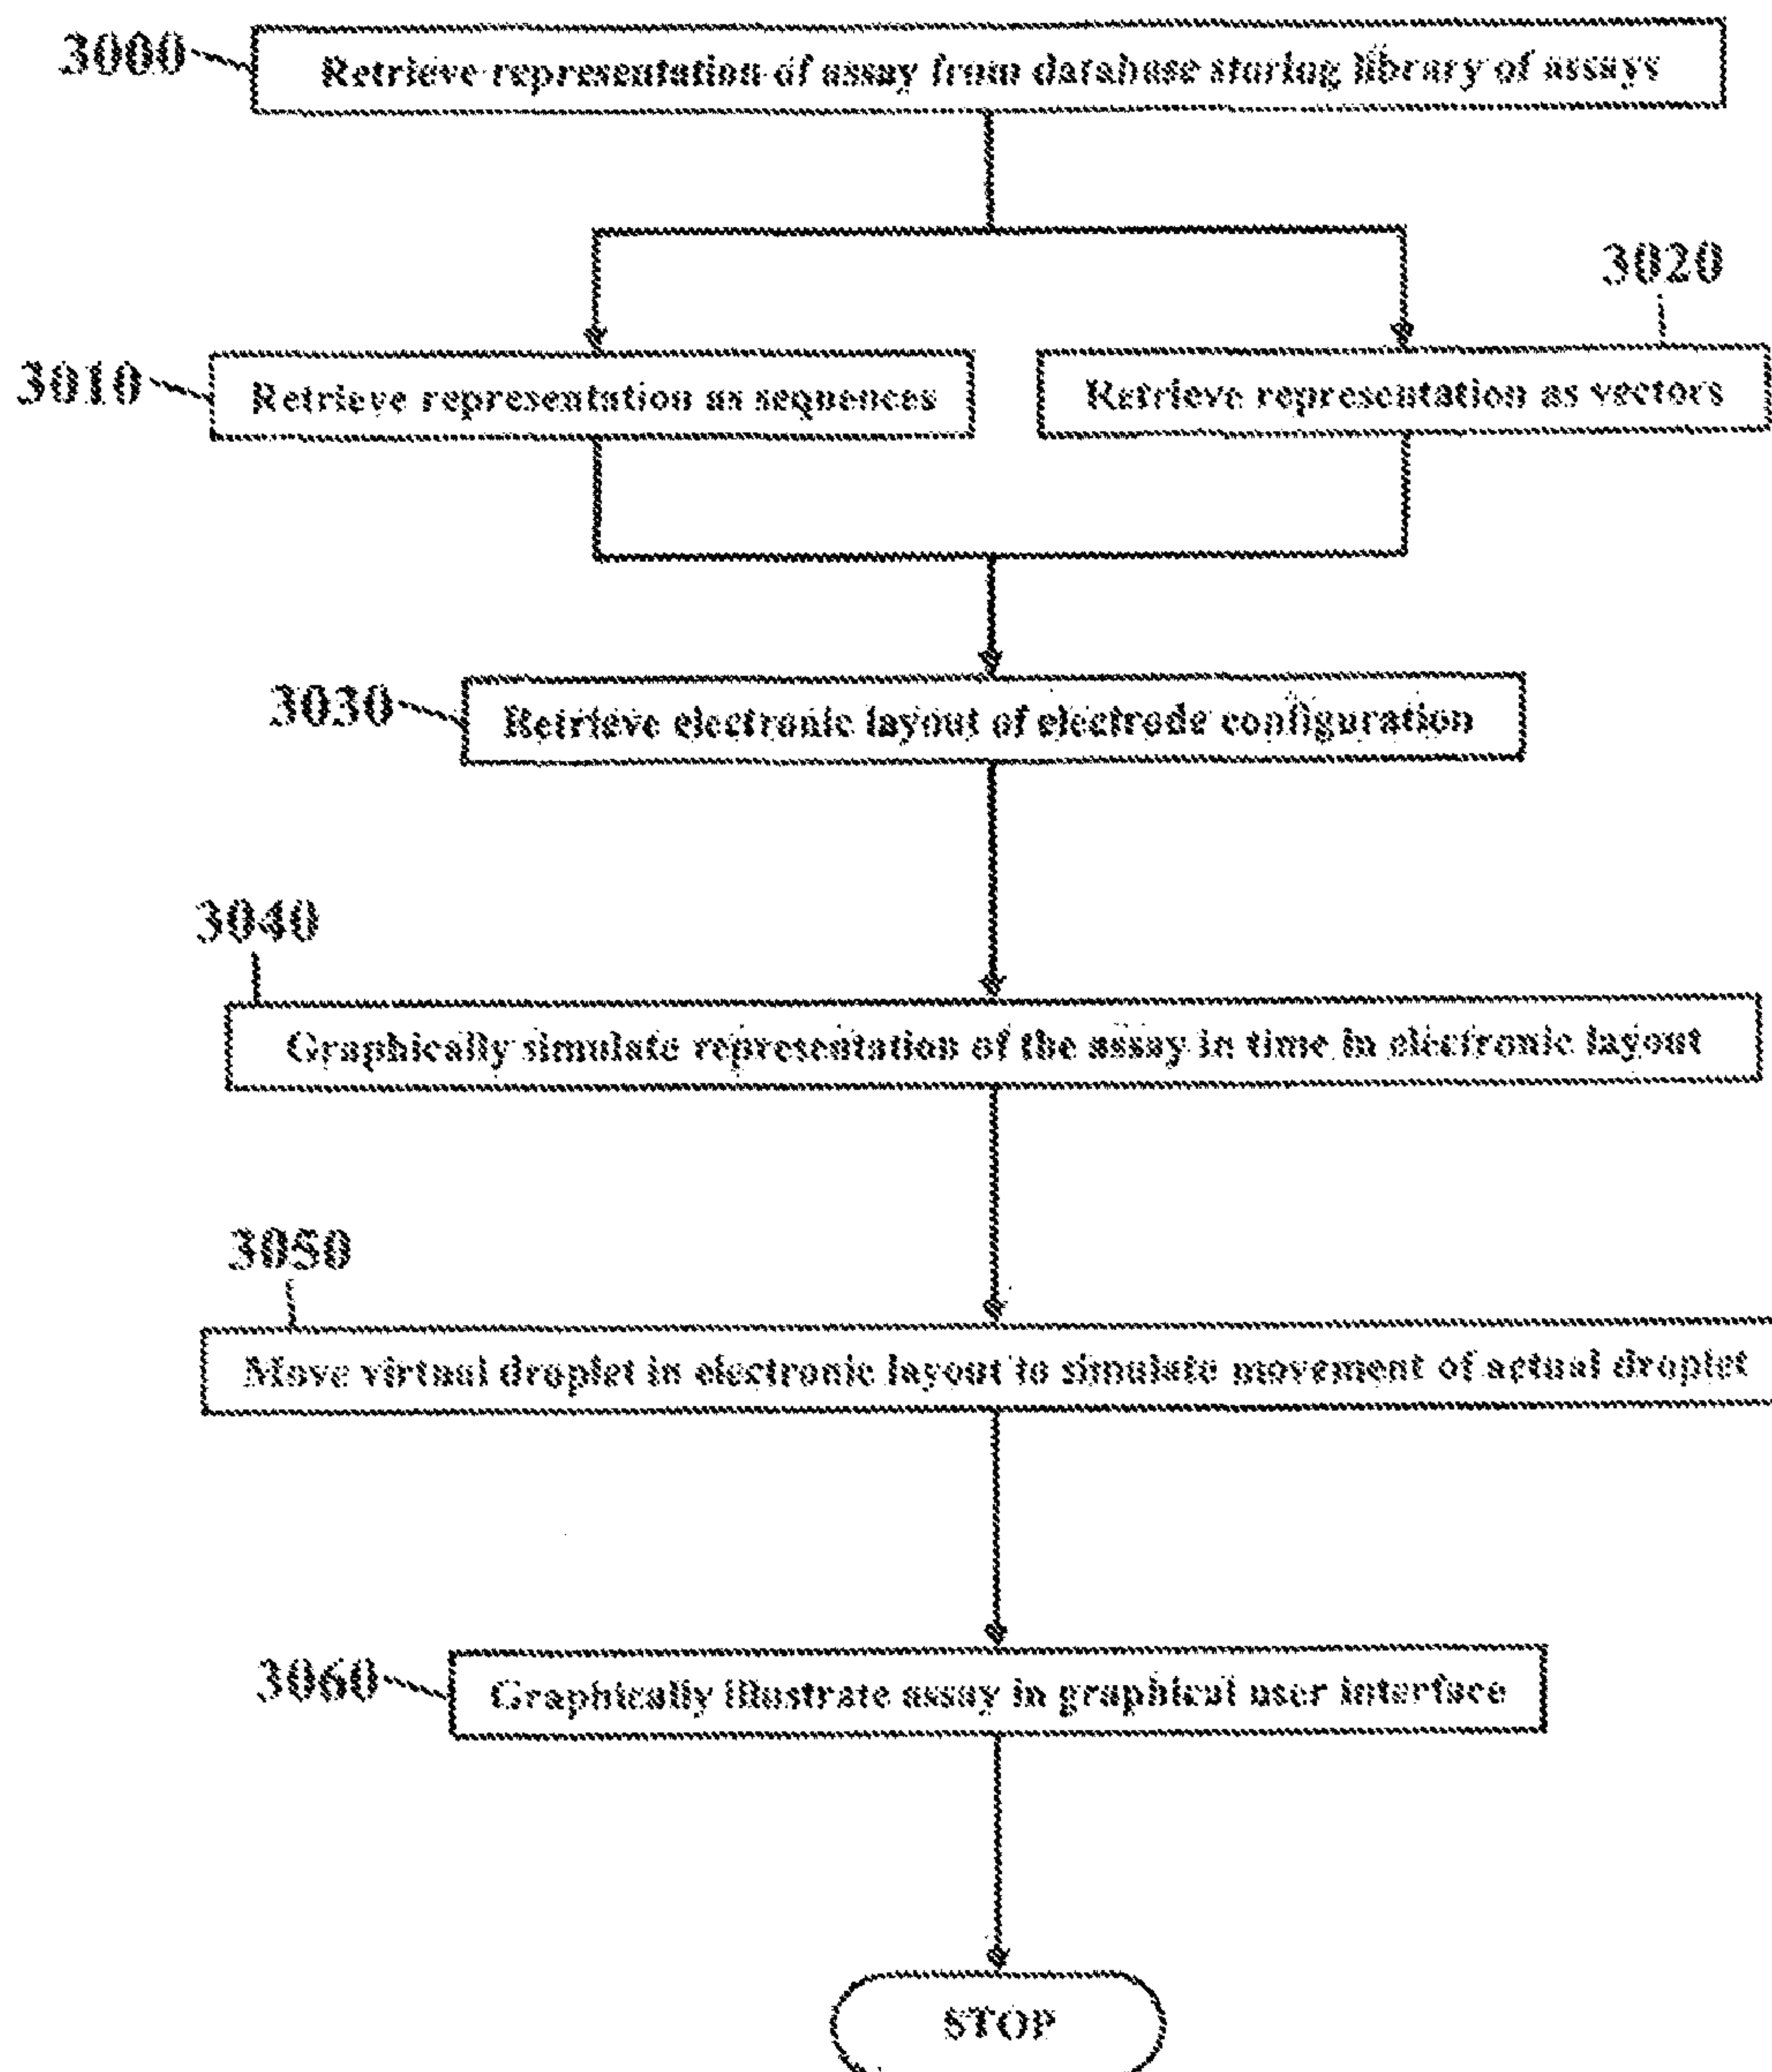 3000
Retrieve representation of assay from database storing library of assays
3020
3010
Retrieve representation as sequences
Retrieve representation as vectors
3030
Retrieve electronic layout of electrode configuration
3040
Graphically simulate representation of the assay in time in electronic layout
3050
Move virtual droplet in electronic layout to simulate movement of actual droplet
3060
Graphically illustrate assay in graphical user interface
STOP